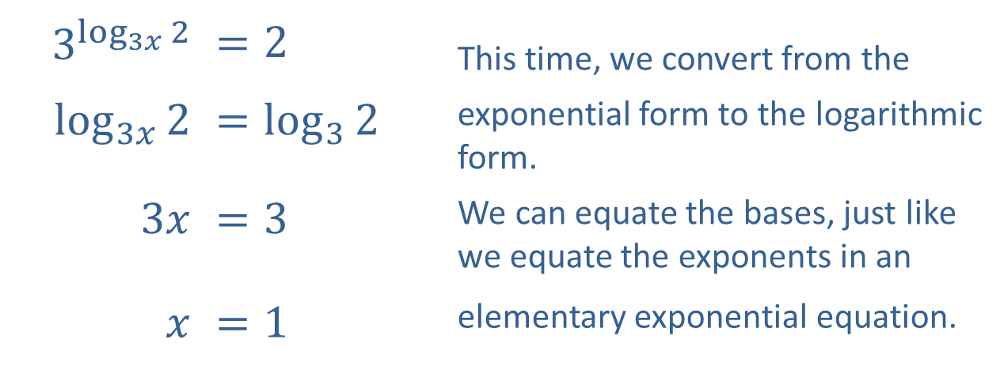 3^{log_{3x} 2} = 2
This time, we convert from the
log_{3x} 2 = log_3 2
exponential form to the logarithmic
form.
3x = 3
We can equate the bases, just like
we equate the exponents in an
x = 1
elementary exponential equation.